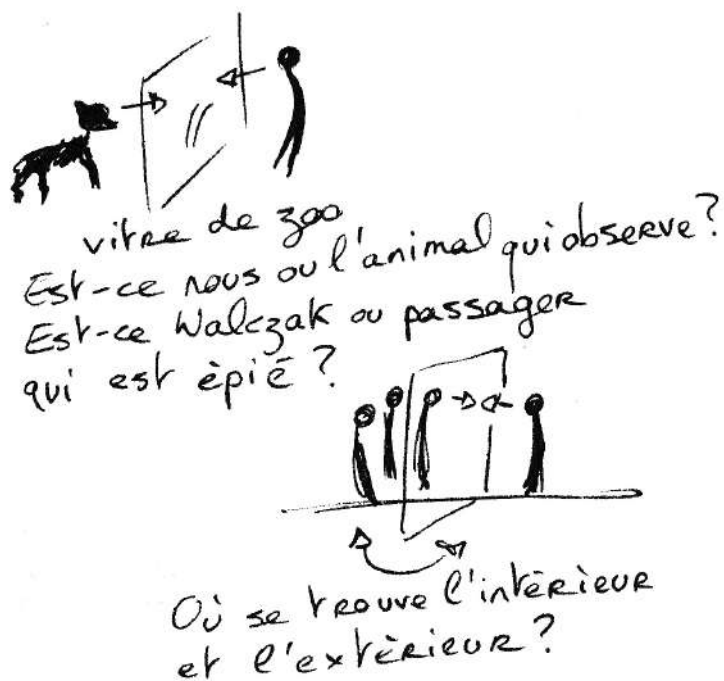 vitre de zoo
Est-ce nous ou l'animal qui observe?
Est-ce Walczak ou passager
qui est épié?
Où se trouve l'intérieur
et l'extérieur?